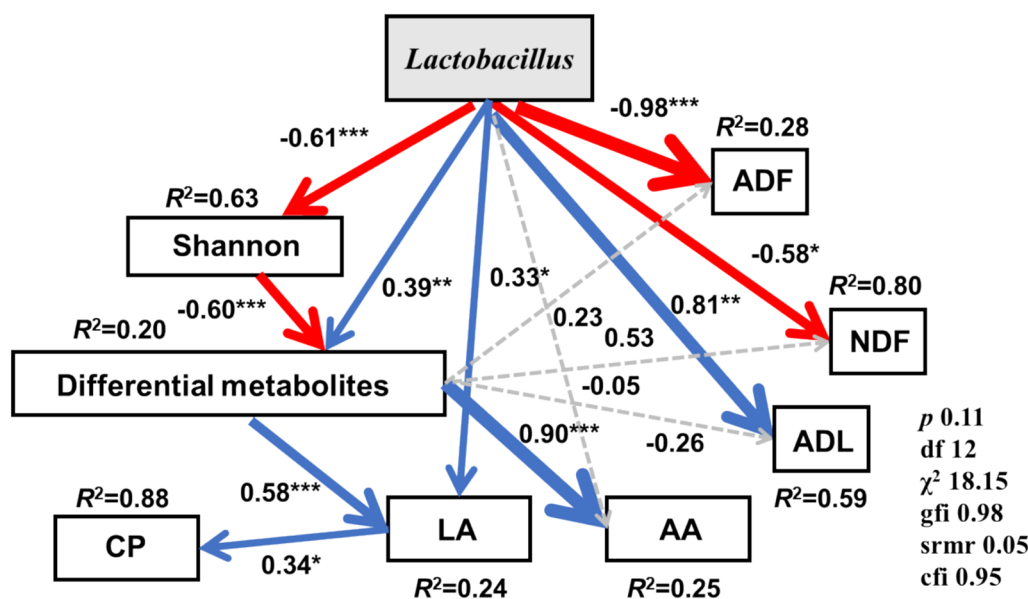 Lactobacillus
-0.98***
R²=0.28
-0.61***
ADF
R²=0.63
Shannon
-0.58*
0.39**
0.33*
0.81**
R²=0.80
-0.60***
0.23
0.53
R²=0.20
NDF
Differential metabolites
-0.05
0.90***
-0.26
ADL
p 0.11
df 12
χ² 18.15
gfi 0.98
srmr 0.05
cfi 0.95
R²=0.88
0.58***
R²=0.59
CP
LA
AA
0.34*
R²=0.24
R²=0.25